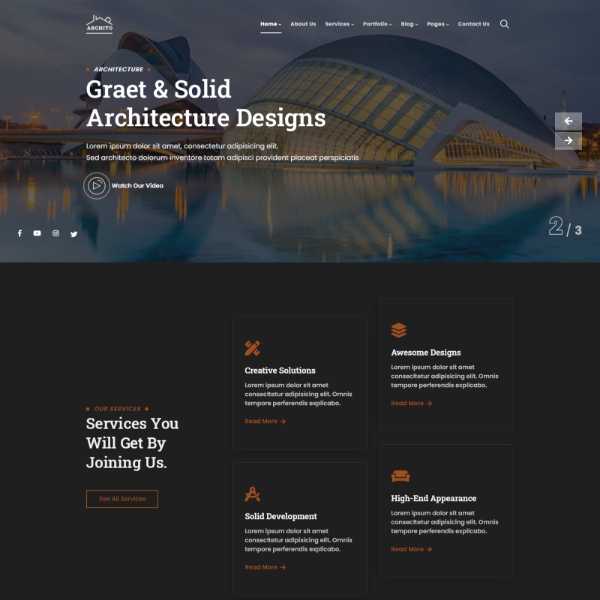 ARCHITO
Home About Us Services Portfolio Blog Pages Contact Us
ARCHITECTURE
Graet & Solid
Architecture Designs
Lorem ipsum dolor sit amet, consectetur adipisicing elit.
Sed architecto dolorum inventore totam adipisci provident placeat perspiciatis
Watch Our Video
2 / 3
OUR SERVICES
Services You
Will Get By
Joining Us.
See All Services
Creative Solutions
Lorem ipsum dolor sit amet
consecitetur adipisicing elit. Omnis
tempore perferendis explicabo.
Read More
Awesome Designs
Lorem ipsum dolor sit amet
consecitetur adipisicing elit. Omnis
tempore perferendis explicabo.
Read More
Solid Development
Lorem ipsum dolor sit amet
consecitetur adipisicing elit. Omnis
tempore perferendis explicabo.
Read More
High-End Appearance
Lorem ipsum dolor sit amet
consecitetur adipisicing elit. Omnis
tempore perferendis explicabo.
Read More